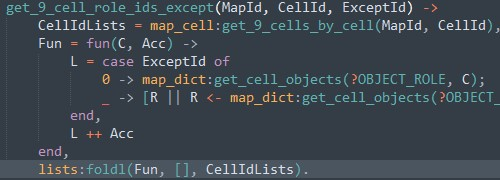 get_9_cell_role_ids_except(MapId, CellId, ExceptId) ->
    CellIdLists = map_cell:get_9_cells_by_cell(MapId, CellId),
    Fun = fun(C, Acc) ->
        L = case ExceptId of
            0 -> map_dict:get_cell_objects(?OBJECT_ROLE, C);
            _ -> [R || R <- map_dict:get_cell_objects(?OBJECT_
        end,
        L ++ Acc
    end,
    lists:foldl(Fun, [], CellIdLists).